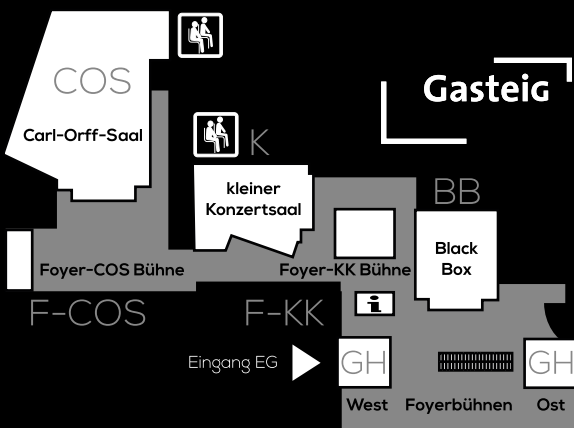 COS
Carl-Orff-Saal
Gasteig
K
kleiner
Konzertsaal
BB
Black
Box
Foyer-COS Bühne
Foyer-KK Bühne
F-COS
F-KK
i
Eingang EG
GH
GH
West
Foyerbühnen
Ost